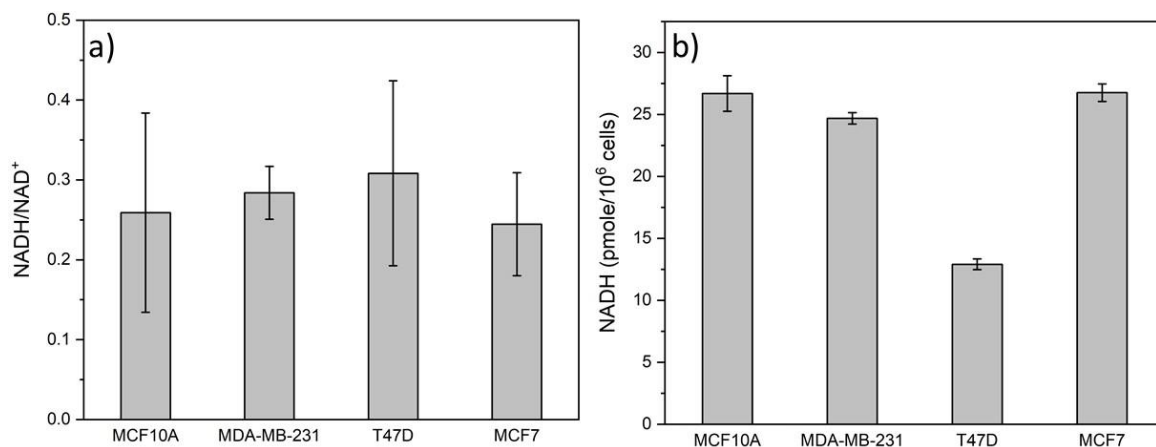 a)
NADH/NAD⁺
0.5
0.4
0.3
0.2
0.1
0.0
MCF10A MDA-MB-231 T47D MCF7
b)
NADH (pmole/10⁶ cells)
30
25
20
15
10
5
0
MCF10A MDA-MB-231 T47D MCF7